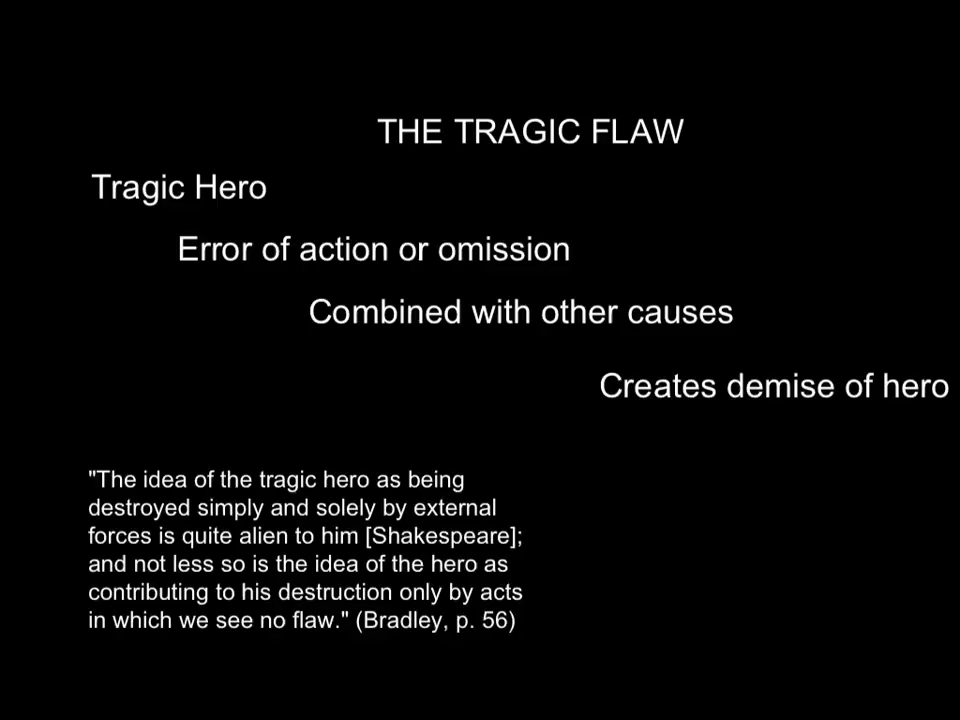 THE TRAGIC FLAW
Tragic Hero
Error of action or omission
Combined with other causes
Creates demise of hero
"The idea of the tragic hero as being
destroyed simply and solely by external
forces is quite alien to him [Shakespeare];
and not less so is the idea of the hero as
contributing to his destruction only by acts
in which we see no flaw." (Bradley, p. 56)